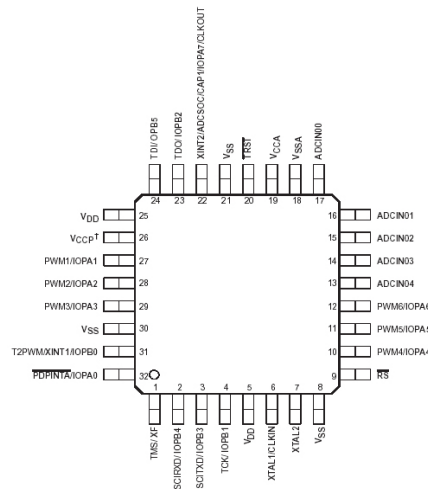 TDI/IOPB5
TDO/IOPB2
XINT2/ADCSOC/CAP1/IOPA7/CLKOUT
VSS
TRST
VCCA
VSSA
ADCIN00
24 23 22 21 20 19 18 17
VDD 25
VCCP† 26
PWM1/IOPA1 27
PWM2/IOPA2 28
PWM3/IOPA3 29
VSS 30
T2PWM/XINT1/IOPB0 31
PDPINTA/IOPA0 32
16 ADCIN01
15 ADCIN02
14 ADCIN03
13 ADCIN04
12 PWM6/IOPA6
11 PWM5/IOPA5
10 PWM4/IOPA4
9 RS
1 2 3 4 5 6 7 8
TMS/XF
SCIRXD/IOPB4
SCITXD/IOPB3
TCK/IOPB1
VDD
XTAL1/CLKIN
XTAL2
VSS